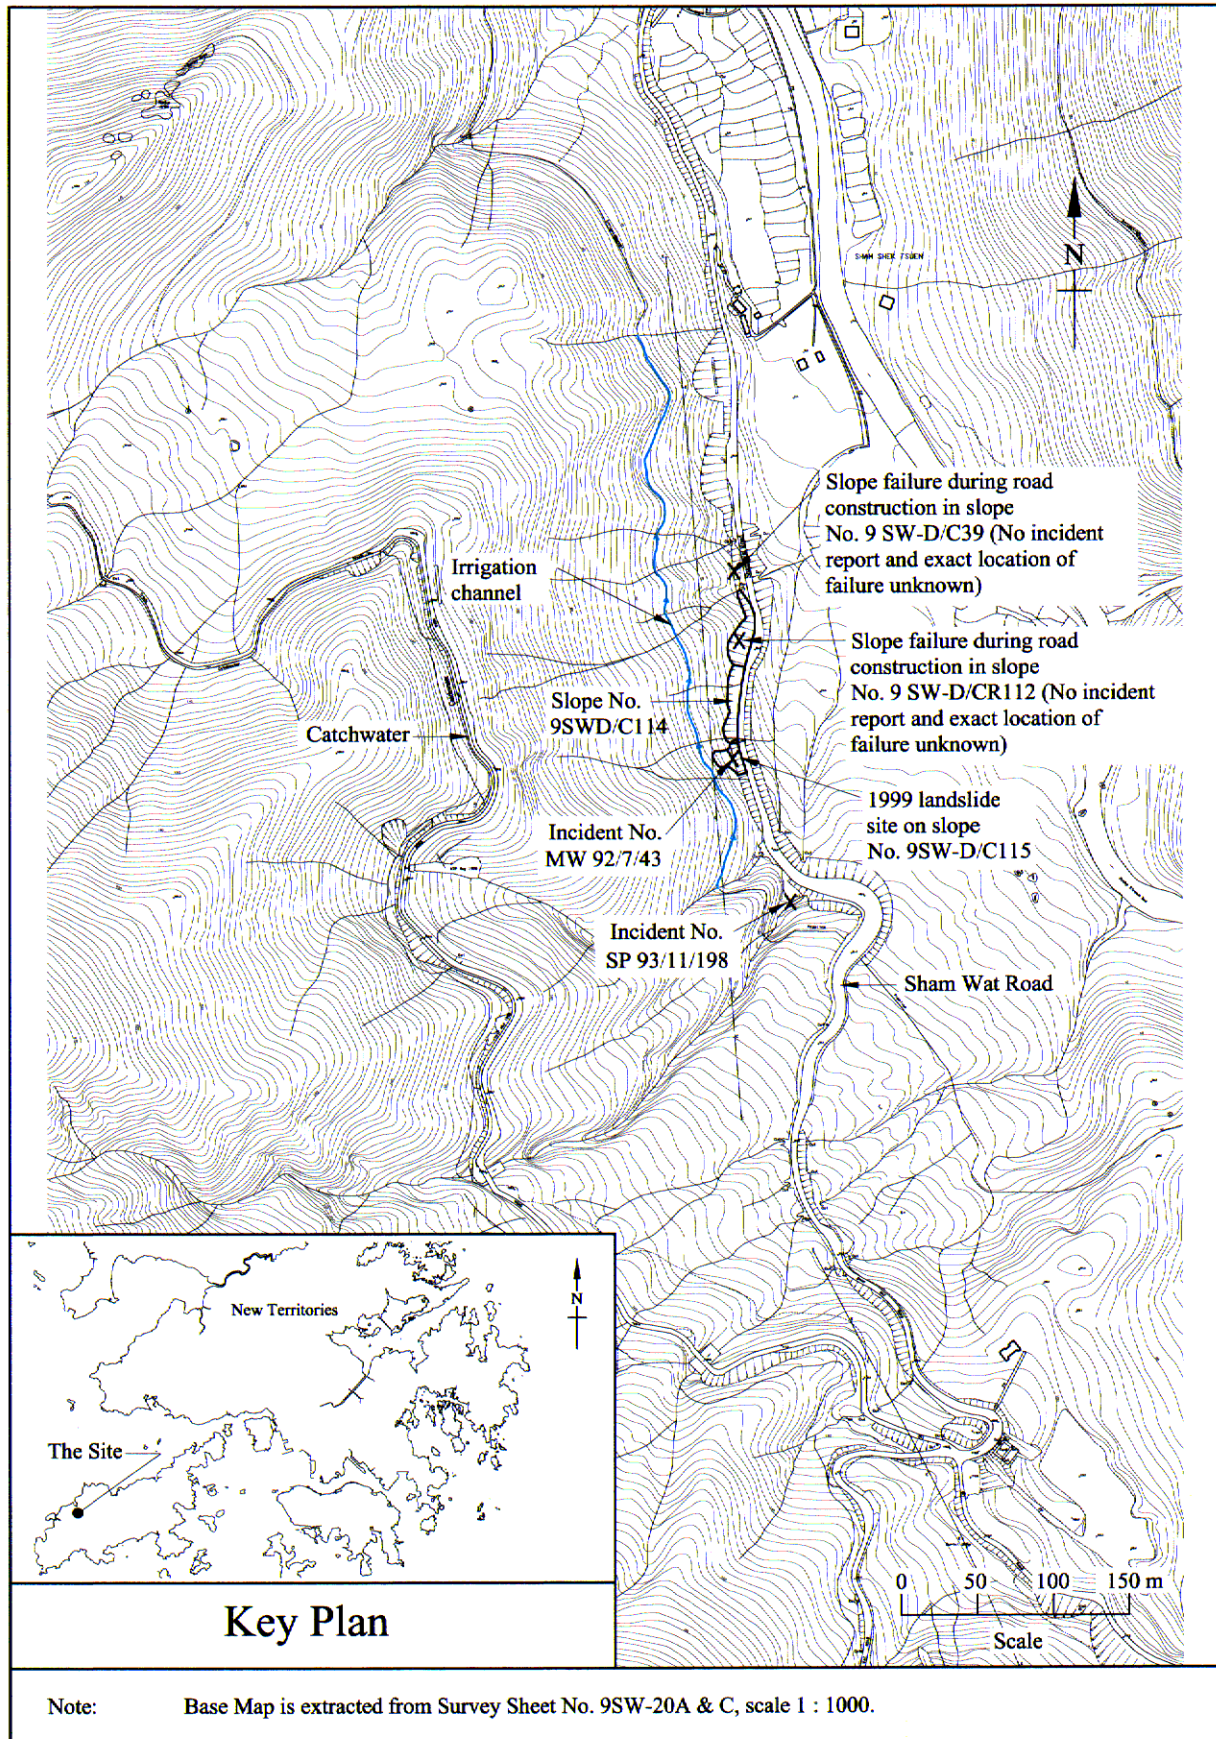 SHAM SHEK TSUEN
N
Slope failure during road
construction in slope
No. 9 SW-D/C39 (No incident
report and exact location of
failure unknown)
Irrigation
channel
Slope failure during road
construction in slope
No. 9 SW-D/CR112 (No incident
report and exact location of
failure unknown)
Slope No.
9SWD/C114
Catchwater
1999 landslide
site on slope
No. 9SW-D/C115
Incident No.
MW 92/7/43
Incident No.
SP 93/11/198
Sham Wat Road
New Territories
N
The Site
Key Plan
0 50 100 150 m
Scale
Note: Base Map is extracted from Survey Sheet No. 9SW-20A & C, scale 1 : 1000.